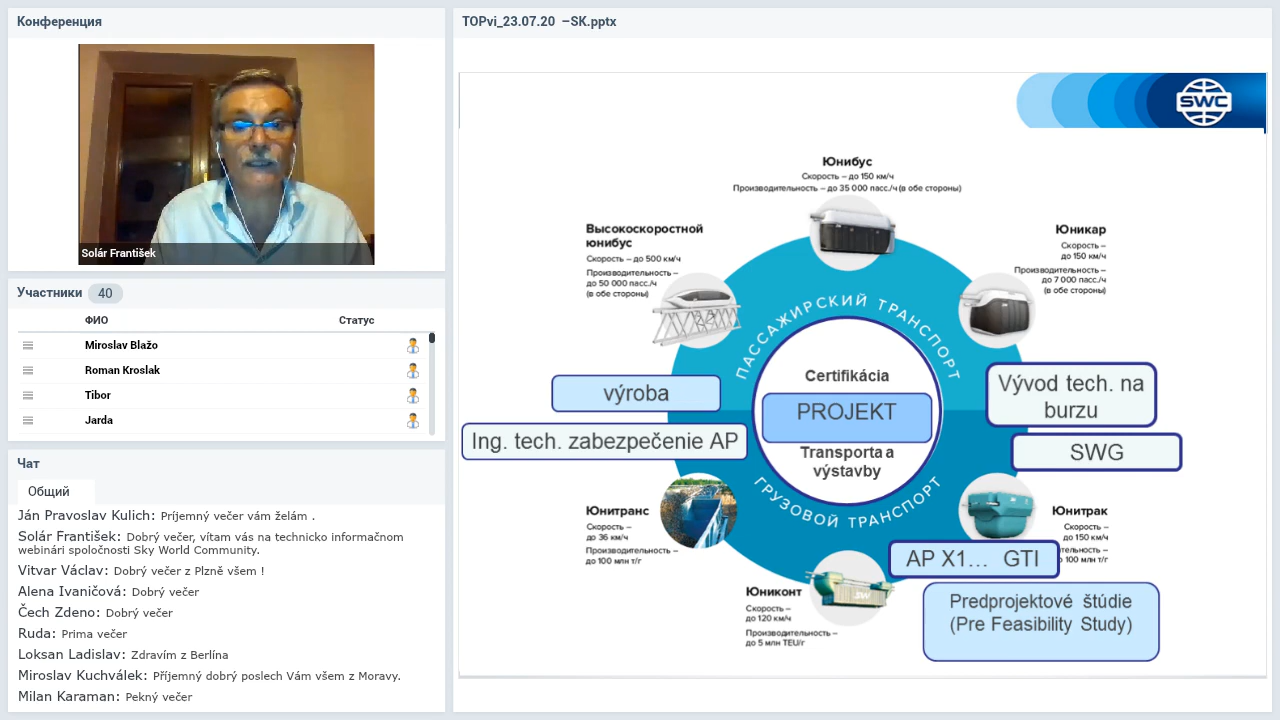 Конференция
Solár František
Участники 40
ФИО Статус
Miroslav Blažo
Roman Kroslak
Tibor
Jarda
Чат
Общий
Ján Pravoslav Kulich: Príjemný večer vám želám .
Solár František: Dobrý večer, vítam vás na technicko informačnom
webinári spoločnosti Sky World Community.
Vitvar Václav: Dobrý večer z Plzně všem !
Alena Ivaničová: Dobrý večer
Čech Zdeno: Dobrý večer
Ruda: Prima večer
Lokšan Ladislav: Zdravím z Berlína
Miroslav Kuchválek: Příjemný dobrý poslech Vám všem z Moravy.
Milan Karaman: Pekný večer
TOPvi_23.07.20 –SK.pptx
SWC
Юнибус
Скорость – до 150 км/ч
Производительность – до 35 000 пасс./ч (в обе стороны)
Высокоскоростной
юнибус
Скорость – до 500 км/ч
Производительность –
до 50 000 пасс./ч
(в обе стороны)
Юникар
Скорость –
до 150 км/ч
Производительность –
до 7 000 пасс./ч
(в обе стороны)
ПАССАЖИРСКИЙ ТРАНСПОРТ
Certifikácia
PROJEKT
Transporta a
výstavby
výroba
Ing. tech. zabezpečenie AP
Vývod tech. na
burzu
SWG
ГРУЗОВОЙ ТРАНСПОРТ
Юнитранс
Скорость –
до 36 км/ч
Производительность –
до 100 млн т/г
Юнитрак
Скорость –
до 150 км/ч
100 млн т/г
AP X1... GTI
Юниконт
Скорость –
до 120 км/ч
Производительность –
до 5 млн TEU/г
Predprojektové štúdie
(Pre Feasibility Study)